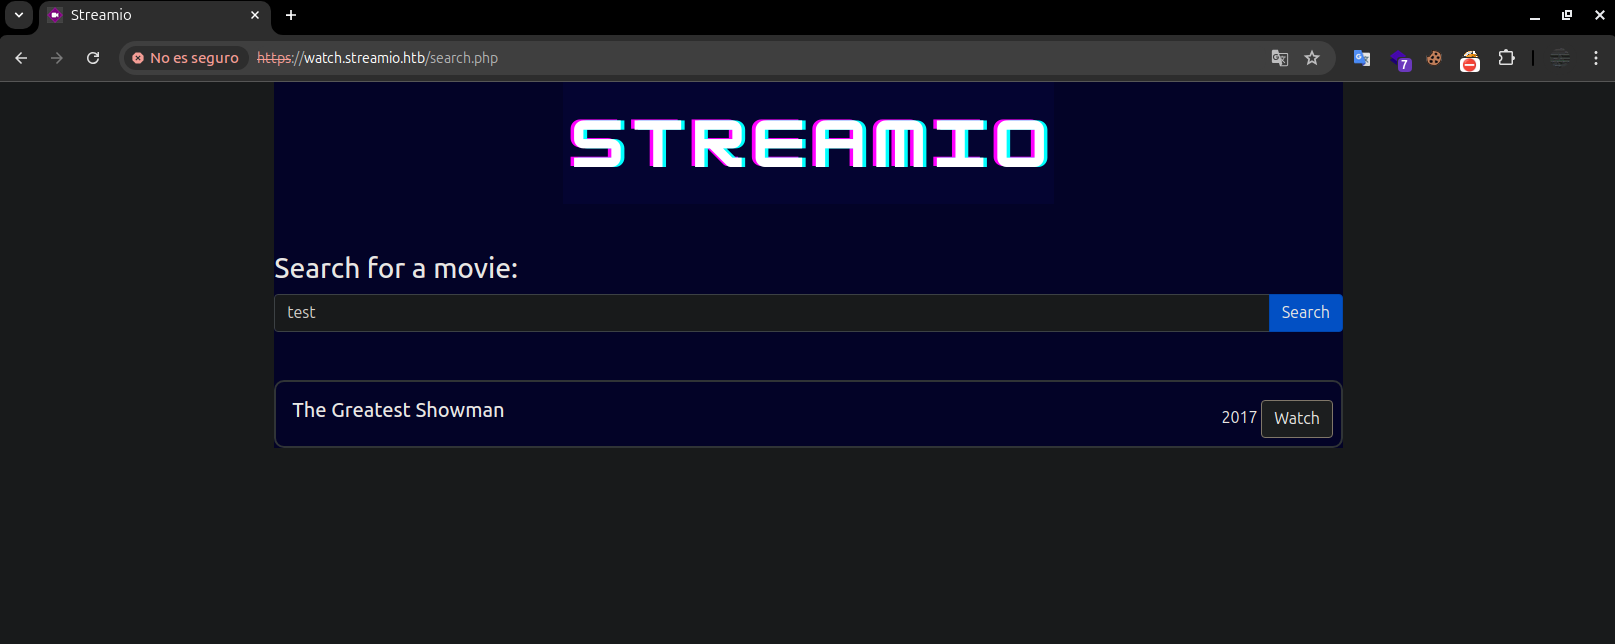 Streamio
No es seguro https://watch.streamio.htb/search.php
7
STREAMIO
Search for a movie:
test Search
The Greatest Showman 2017 Watch